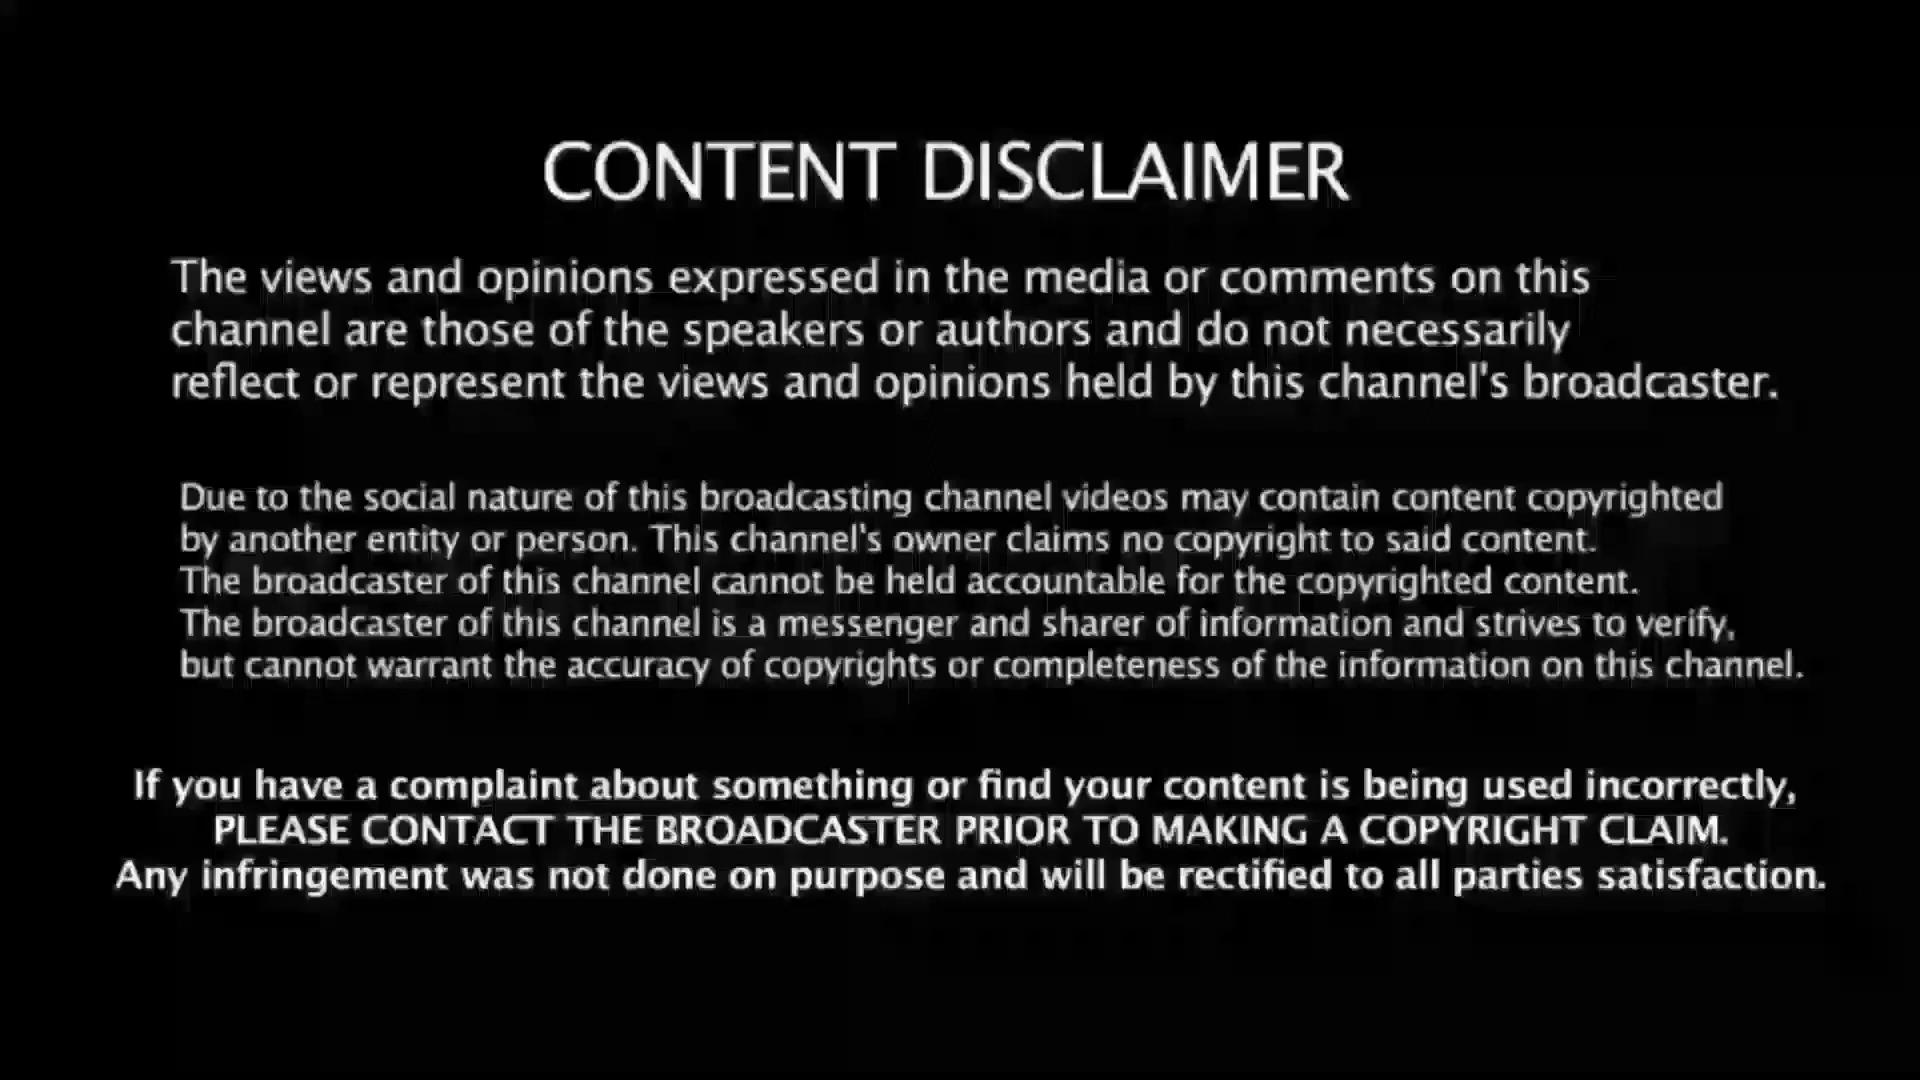 CONTENT DISCLAIMER
The views and opinions expressed in the media or comments on this
channel are those of the speakers or authors and do not necessarily
reflect or represent the views and opinions held by this channel's broadcaster.
Due to the social nature of this broadcasting channel videos may contain content copyrighted
by another entity or person. This channel's owner claims no copyright to said content.
The broadcaster of this channel cannot be held accountable for the copyrighted content.
The broadcaster of this channel is a messenger and sharer of information and strives to verify,
but cannot warrant the accuracy of copyrights or completeness of the information on this channel.
If you have a complaint about something or find your content is being used incorrectly,
PLEASE CONTACT THE BROADCASTER PRIOR TO MAKING A COPYRIGHT CLAIM.
Any infringement was not done on purpose and will be rectified to all parties satisfaction.